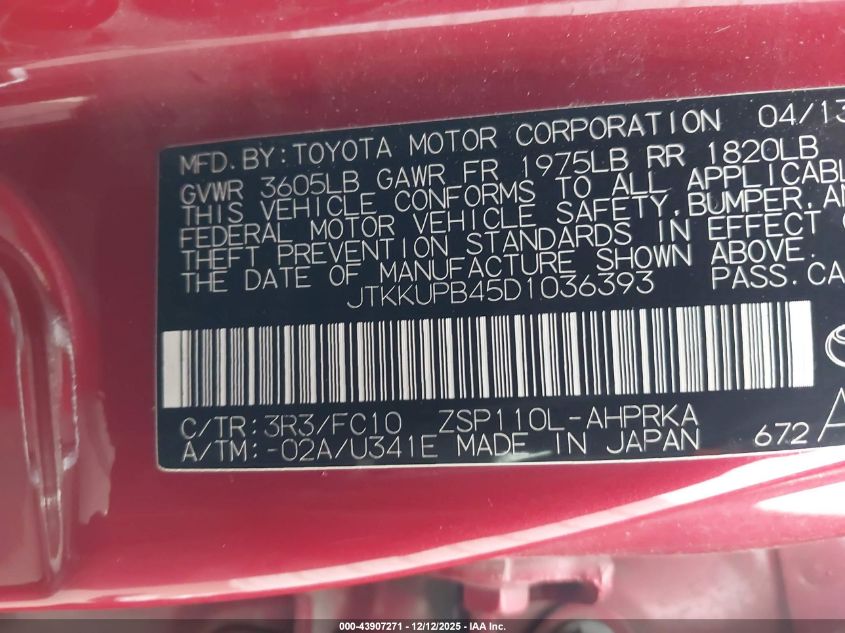 MFD. BY: TOYOTA MOTOR CORPORATION 04/13
GVWR 3605LB GAWR FR 1975LB RR 1820LB
THIS VEHICLE CONFORMS TO ALL APPLICABL
FEDERAL MOTOR VEHICLE SAFETY, BUMPER, AN
THEFT PREVENTION STANDARDS IN EFFECT
THE DATE OF MANUFACTURE SHOWN ABOVE.
JTKKUPB45D1036393 PASS. CA
C/TR: 3R3/FC10 ZSP110L-AHPRKA
A/TM: -02A/U341E MADE IN JAPAN 672 A
000-43907271 - 12/12/2025 - IAA Inc.